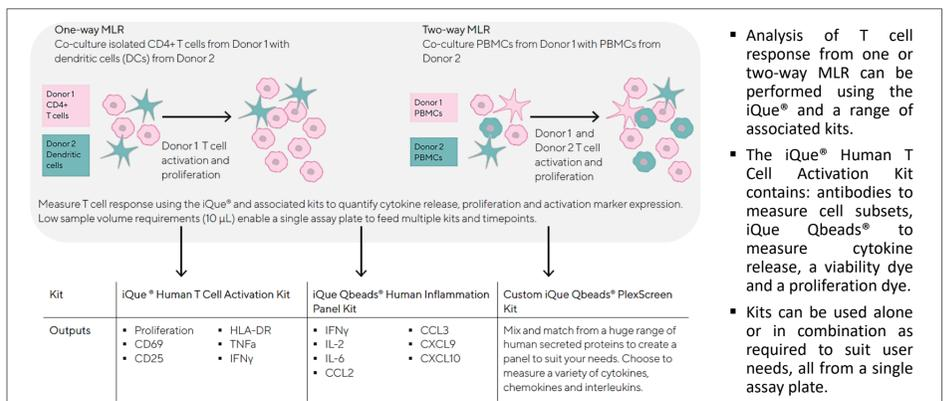 One-way MLR
Co-culture isolated CD4+ T cells from Donor 1 with
dendritic cells (DCs) from Donor 2
Donor 1
CD4+
T cells
Donor 2
Dendritic
cells
Donor 1 T cell
activation and
proliferation
Two-way MLR
Co-culture PBMCs from Donor 1 with PBMCs from
Donor 2
Donor 1
PBMCs
Donor 2
PBMCs
Donor 1 and
Donor 2 T cell
activation and
proliferation
Measure T cell response using the iQue® and associated kits to quantify cytokine release, proliferation and activation marker expression.
Low sample volume requirements (10 µL) enable a single assay plate to feed multiple kits and timepoints.
Kit
iQue ® Human T Cell Activation Kit
iQue Qbeads® Human Inflammation
Panel Kit
Custom iQue Qbeads® PlexScreen
Kit
Outputs
▪ Proliferation
▪ CD69
▪ CD25
▪ HLA-DR
▪ TNFa
▪ IFNγ
▪ IFNγ
▪ IL-2
▪ IL-6
▪ CCL2
▪ CCL3
▪ CXCL9
▪ CXCL10
Mix and match from a huge range of
human secreted proteins to create a
panel to suit your needs. Choose to
measure a variety of cytokines,
chemokines and interleukins.
▪ Analysis of T cell
response from one or
two-way MLR can be
performed using the
iQue® and a range of
associated kits.
▪ The iQue® Human T
Cell Activation Kit
contains: antibodies to
measure cell subsets,
iQue Qbeads® to
measure cytokine
release, a viability dye
and a proliferation dye.
▪ Kits can be used alone
or in combination as
required to suit user
needs, all from a single
assay plate.